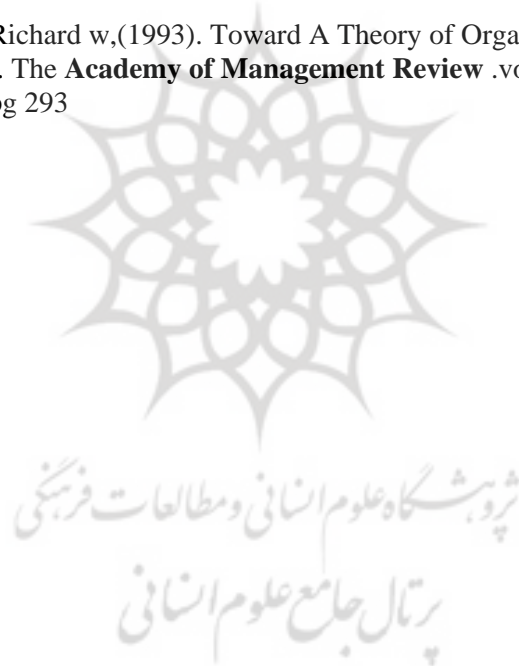 Richard w,(1993). Toward A Theory of Orga
. The Academy of Management Review .vo
og 293
پژوهشگاه علوم انسانی و مطالعات فرهنگی
پرتال جامع علوم انسانی